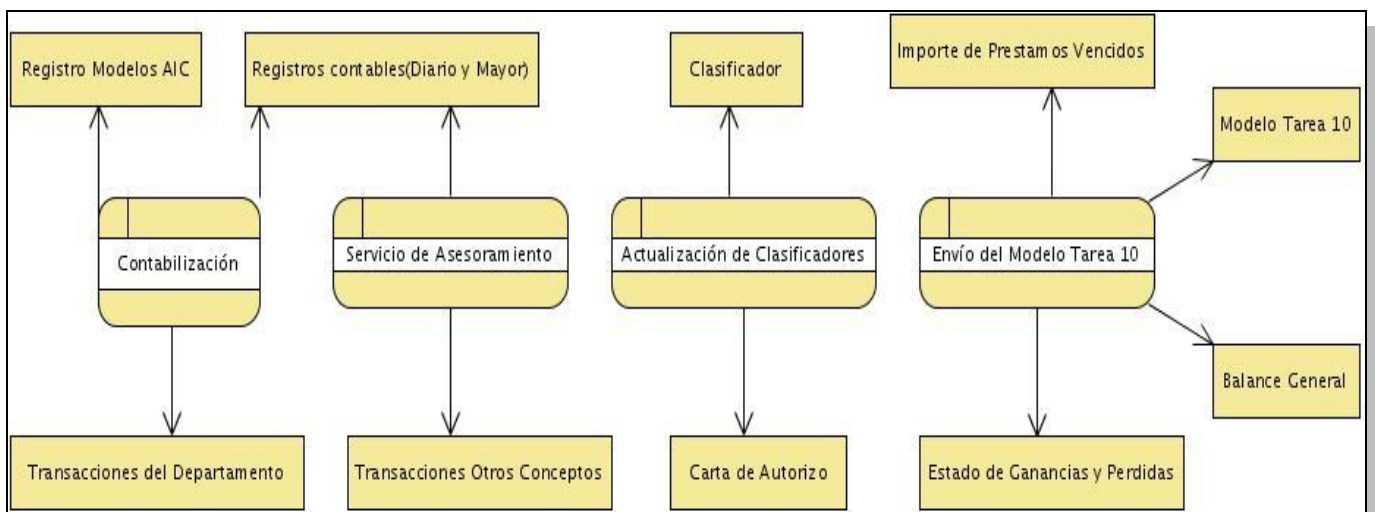 Importe de Prestamos Vencidos
Registro Modelos AIC
Registros contables(Diario y Mayor)
Clasificador
Modelo Tarea 10
Contabilización
Servicio de Asesoramiento
Actualización de Clasificadores
Envío del Modelo Tarea 10
Balance General
Transacciones del Departamento
Transacciones Otros Conceptos
Carta de Autorizo
Estado de Ganancias y Perdidas